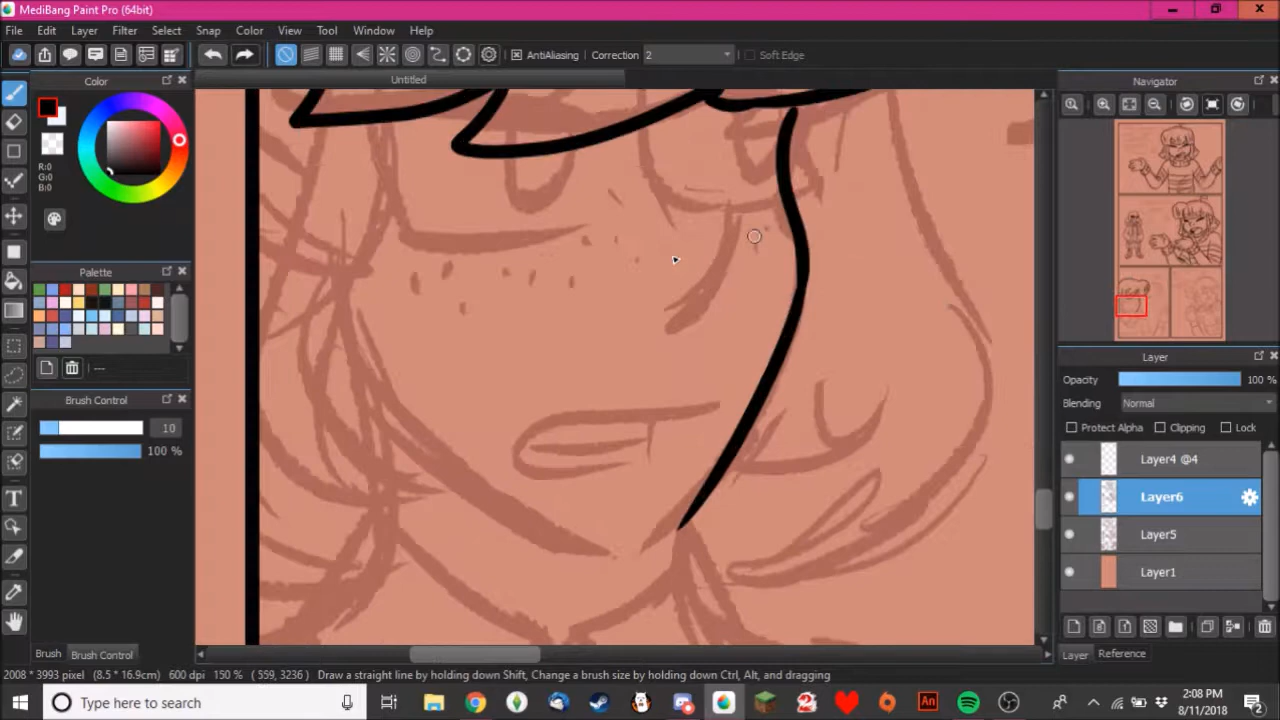 MediBang Paint Pro (64bit)
File Edit Layer Filter Select Snap Color View Tool Window Help
AntiAliasing Correction 2 Soft Edge
Color
Untitled
Navigator
R:0
G:0
B:0
Palette
---
Brush Control
10
100 %
Brush Brush Control
Layer
Opacity 100 %
Blending Normal
Protect Alpha Clipping Lock
Layer4 @4
Layer6
Layer5
Layer1
Layer Reference
2008 * 3993 pixel (8.5 * 16.9cm) 600 dpi 150 % ( 559, 3236 ) Draw a straight line by holding down Shift, Change a brush size by holding down Ctrl, Alt, and dragging
Type here to search
An
2:08 PM
8/11/2018
2